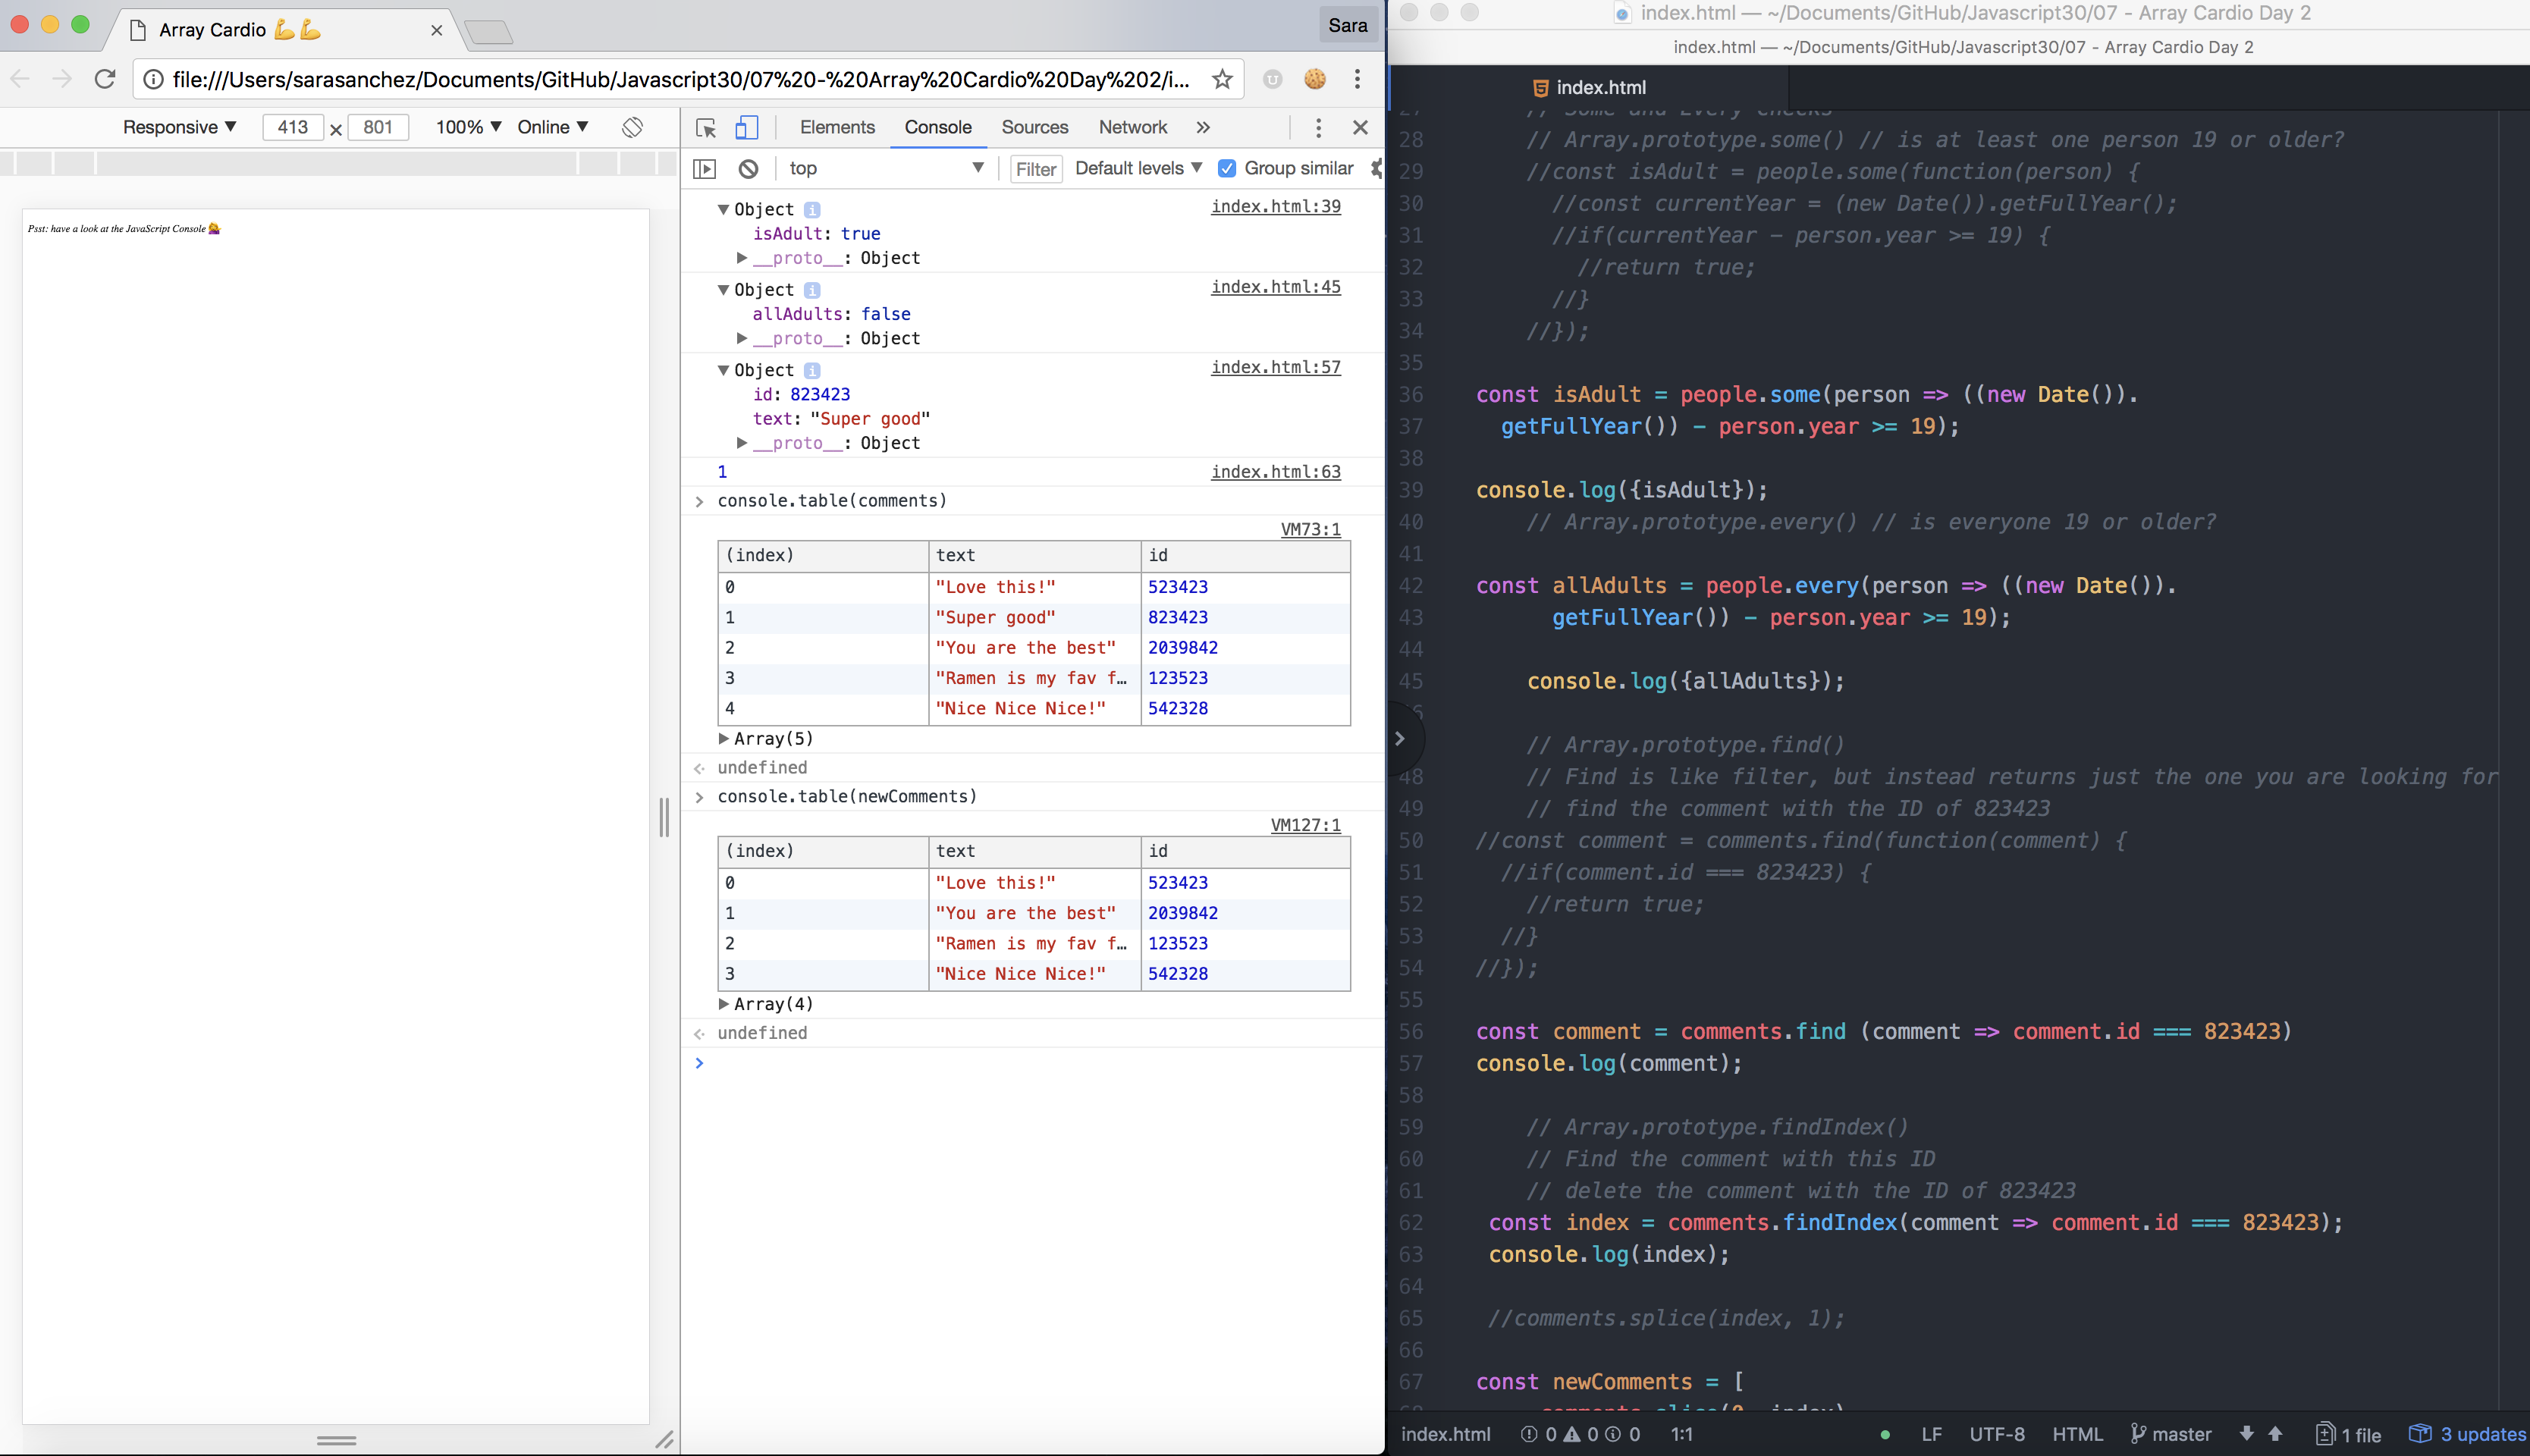 Array Cardio 💪💪
Sara
file:///Users/sarasanchez/Documents/GitHub/Javascript30/07%20-%20Array%20Cardio%20Day%202/i...
Responsive 413 × 801 100% Online
Psst: have a look at the JavaScript Console 💁
Elements Console Sources Network »
top Filter Default levels Group similar
Object index.html:39
isAdult: true
__proto__: Object
Object index.html:45
allAdults: false
__proto__: Object
Object index.html:57
id: 823423
text: "Super good"
__proto__: Object
1 index.html:63
> console.table(comments)
VM73:1
(index) text id
0 "Love this!" 523423
1 "Super good" 823423
2 "You are the best" 2039842
3 "Ramen is my fav f… 123523
4 "Nice Nice Nice!" 542328
Array(5)
undefined
> console.table(newComments)
VM127:1
(index) text id
0 "Love this!" 523423
1 "You are the best" 2039842
2 "Ramen is my fav f… 123523
3 "Nice Nice Nice!" 542328
Array(4)
undefined
>
index.html — ~/Documents/GitHub/Javascript30/07 - Array Cardio Day 2
index.html — ~/Documents/GitHub/Javascript30/07 - Array Cardio Day 2
index.html
27 // Some and Every Checks
28 // Array.prototype.some() // is at least one person 19 or older?
29 //const isAdult = people.some(function(person) {
30 //const currentYear = (new Date()).getFullYear();
31 //if(currentYear - person.year >= 19) {
32 //return true;
33 //}
34 //});
35
36 const isAdult = people.some(person => ((new Date()).
37 getFullYear()) - person.year >= 19);
38
39 console.log({isAdult});
40 // Array.prototype.every() // is everyone 19 or older?
41
42 const allAdults = people.every(person => ((new Date()).
43 getFullYear()) - person.year >= 19);
44
45 console.log({allAdults});
6
// Array.prototype.find()
48 // Find is like filter, but instead returns just the one you are looking for
49 // find the comment with the ID of 823423
50 //const comment = comments.find(function(comment) {
51 //if(comment.id === 823423) {
52 //return true;
53 //}
54 //});
55
56 const comment = comments.find (comment => comment.id === 823423)
57 console.log(comment);
58
59 // Array.prototype.findIndex()
60 // Find the comment with this ID
61 // delete the comment with the ID of 823423
62 const index = comments.findIndex(comment => comment.id === 823423);
63 console.log(index);
64
65 //comments.splice(index, 1);
66
67 const newComments = [
68 comments.slice(0, index)
index.html 0 0 0 1:1 LF UTF-8 HTML master 1 file 3 updates